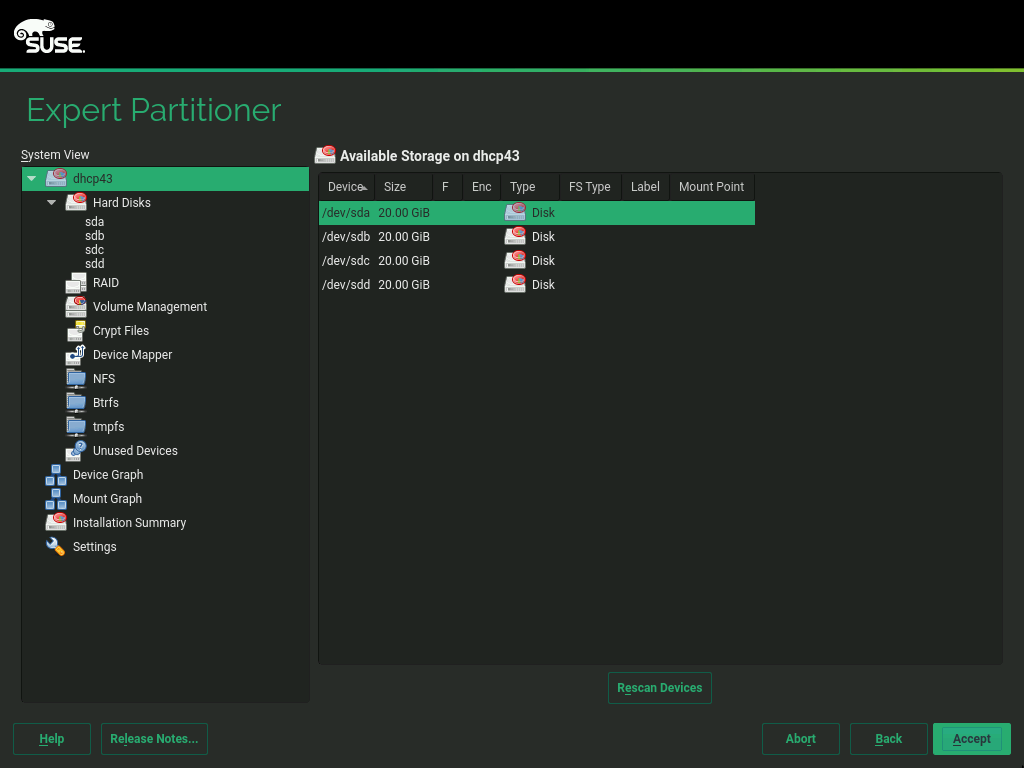 SUSE.
Expert Partitioner
System View
dhcp43
Hard Disks
sda
sdb
sdc
sdd
RAID
Volume Management
Crypt Files
Device Mapper
NFS
Btrfs
tmpfs
Unused Devices
Device Graph
Mount Graph
Installation Summary
Settings
Available Storage on dhcp43
Device Size F Enc Type FS Type Label Mount Point
/dev/sda 20.00 GiB Disk
/dev/sdb 20.00 GiB Disk
/dev/sdc 20.00 GiB Disk
/dev/sdd 20.00 GiB Disk
Rescan Devices
Help Release Notes... Abort Back Accept